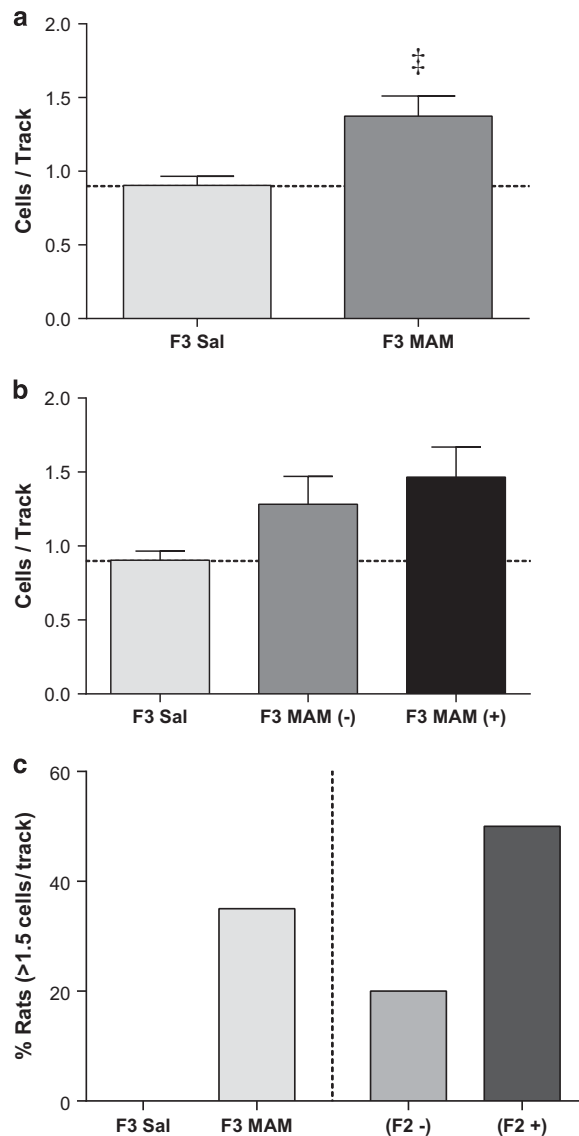 a
2.0
1.5
1.0
0.5
0.0
Cells / Track
‡
F3 Sal F3 MAM
b
2.0
1.5
1.0
0.5
0.0
Cells / Track
F3 Sal F3 MAM (-) F3 MAM (+)
c
60
40
20
0
% Rats (>1.5 cells/track)
F3 Sal F3 MAM (F2 -) (F2 +)